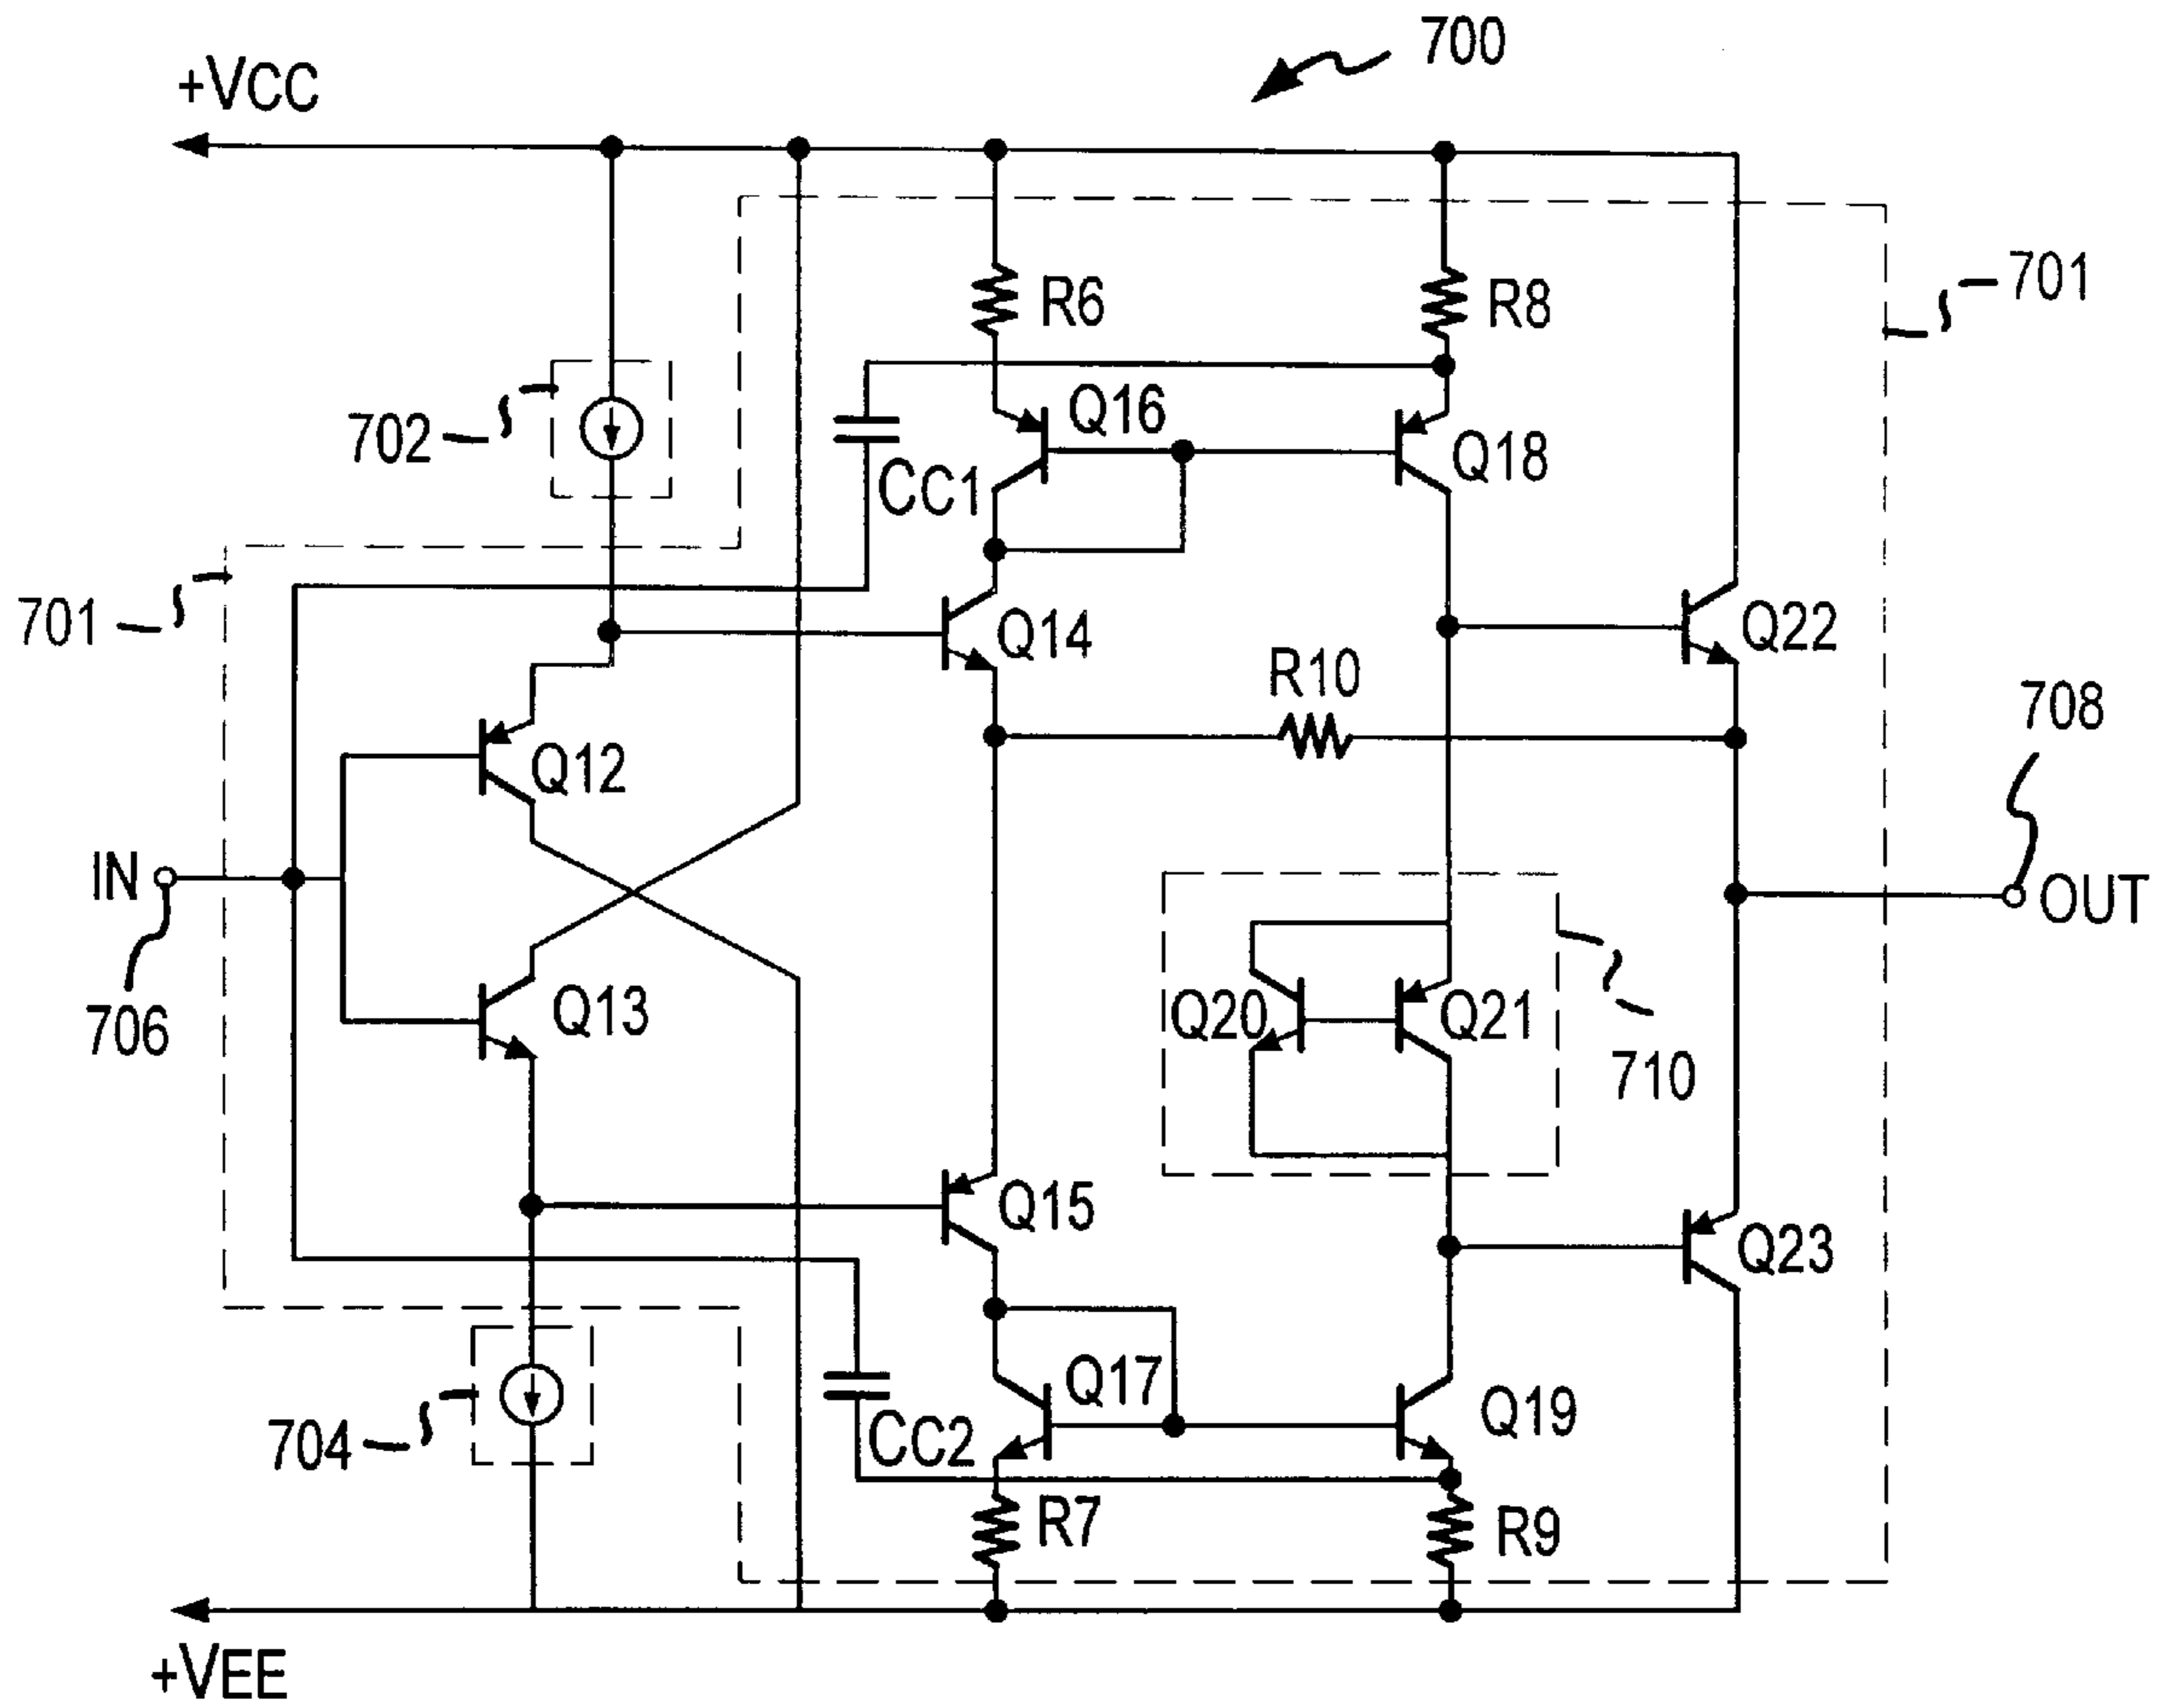 700
+VCC
701
R6
R8
702
Q16
Q18
CC1
701
Q14
Q22
R10
708
Q12
IN
OUT
Q13
Q20
Q21
706
710
Q15
Q23
Q17
Q19
704
CC2
R7
R9
+VEE